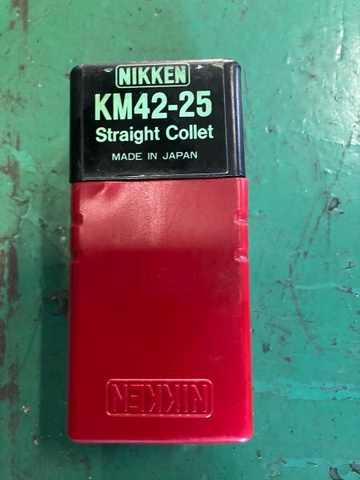 NIKKEN
KM42-25
Straight Collet
MADE IN JAPAN
NIKKEN